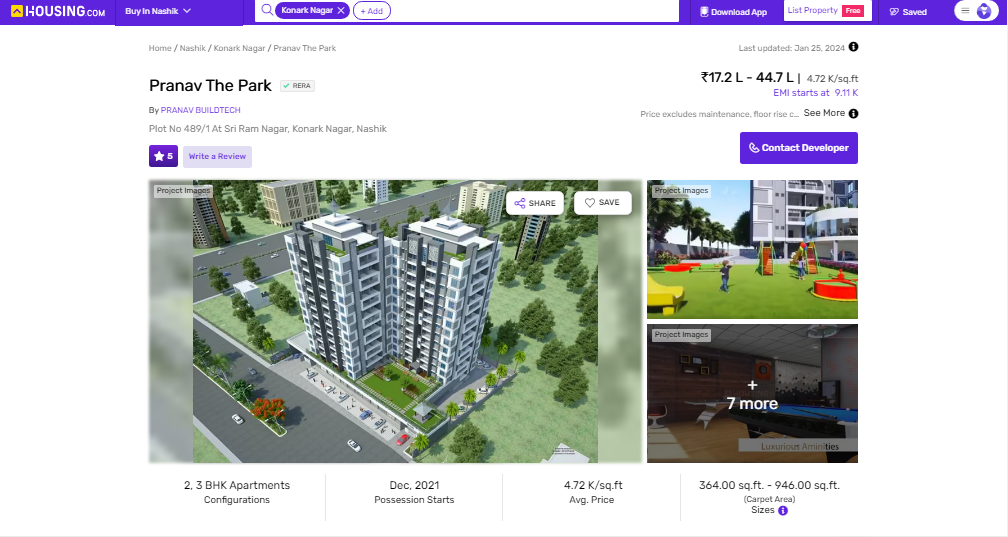 HOUSING.COM
Buy In Nashik
Konark Nagar
+ Add
Download App
List Property Free
Saved
Home / Nashik / Konark Nagar / Pranav The Park
Last updated: Jan 25, 2024
Pranav The Park
RERA
₹17.2 L - 44.7 L | 4.72 K/sq.ft
EMI starts at 9.11 K
By PRANAV BUILDTECH
Price excludes maintenance, floor rise c... See More
Plot No 489/1 At Sri Ram Nagar, Konark Nagar, Nashik
5
Write a Review
Contact Developer
Project Images
SHARE
SAVE
Project Images
Project Images
+
7 more
Luxurious Aminities
2, 3 BHK Apartments
Configurations
Dec, 2021
Possession Starts
4.72 K/sq.ft
Avg. Price
364.00 sq.ft. - 946.00 sq.ft.
(Carpet Area)
Sizes